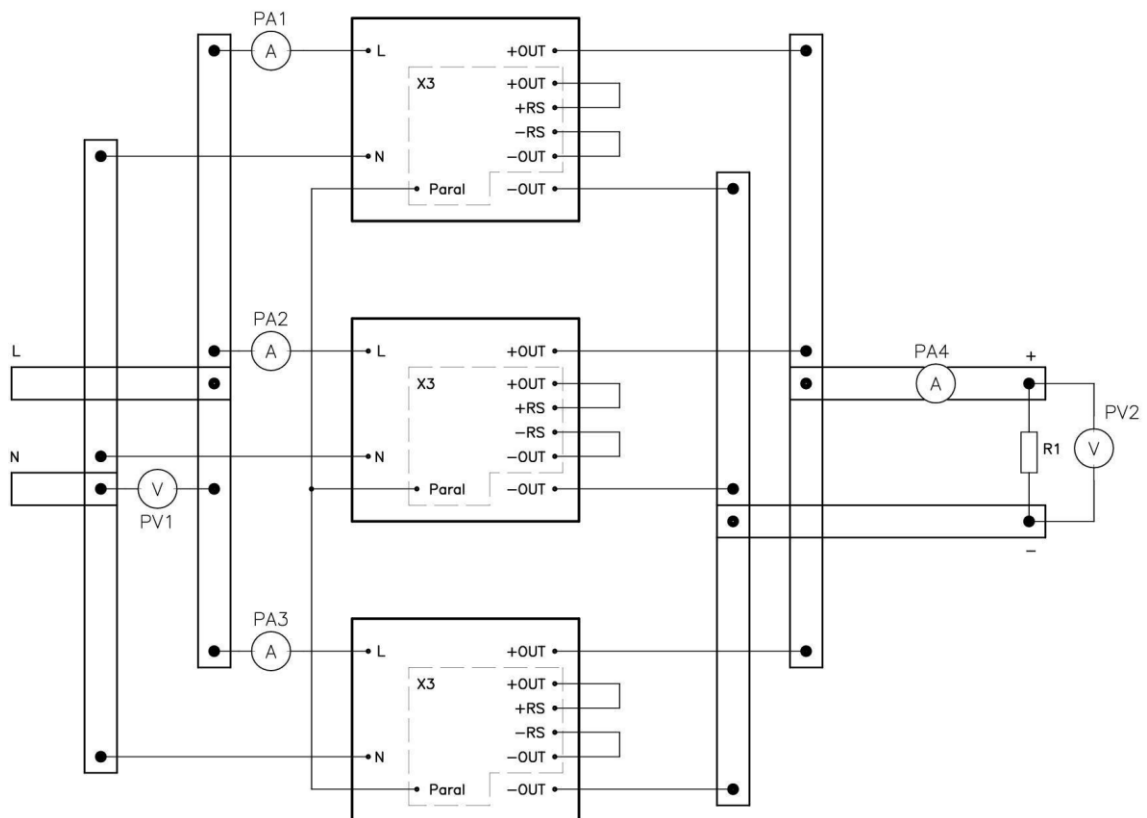 PA1
A
L
+OUT
X3
+OUT
+RS
-RS
N
-OUT
Paral
-OUT
PA2
A
L
L
+OUT
X3
+OUT
+RS
-RS
N
N
-OUT
V
PV1
Paral
-OUT
PA4
A
+
R1
V
PV2
-
PA3
A
L
+OUT
X3
+OUT
+RS
-RS
N
-OUT
Paral
-OUT